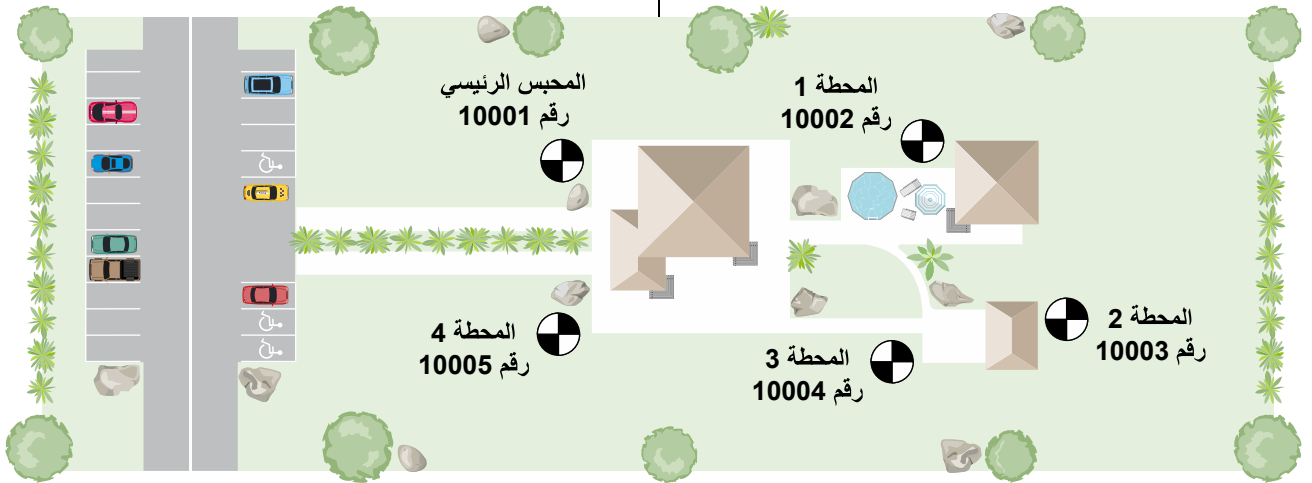 المحبس الرئيسي
رقم 10001
المحطة 1
رقم 10002
المحطة 2
رقم 10003
المحطة 3
رقم 10004
المحطة 4
رقم 10005